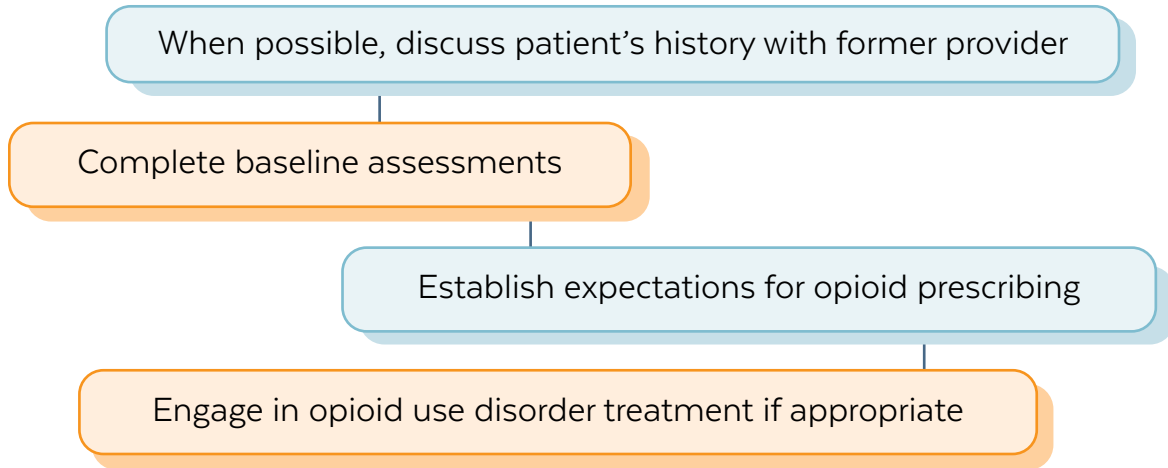 When possible, discuss patient’s history with former provider
Complete baseline assessments
Establish expectations for opioid prescribing
Engage in opioid use disorder treatment if appropriate